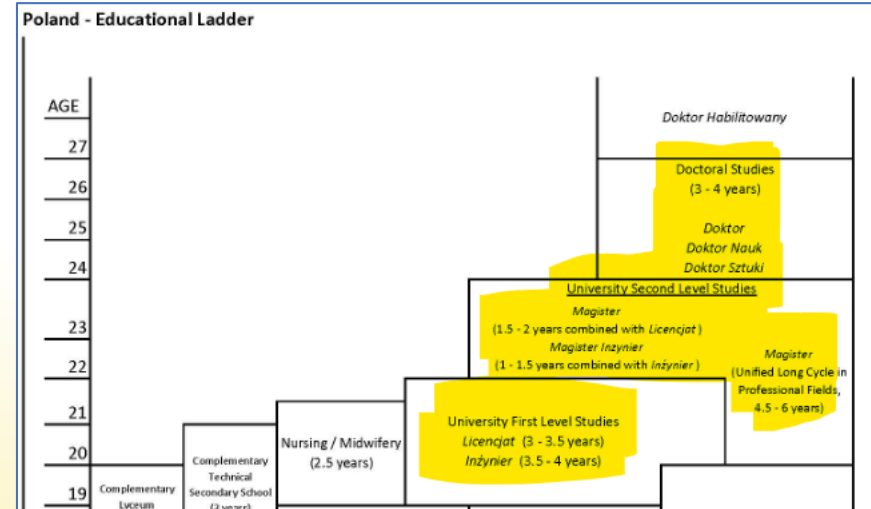 Poland - Educational Ladder
AGE
27
26
25
24
23
22
21
20
19
Doktor Habilitowany
Doctoral Studies
(3 - 4 years)
Doktor
Doktor Nauk
Doktor Sztuki
University Second Level Studies
Magister
(1.5 - 2 years combined with Licencjat)
Magister Inzynier
(1 - 1.5 years combined with Inżynier)
Magister
(Unified Long Cycle in
Professional Fields,
4.5 - 6 years)
University First Level Studies
Licencjat (3 - 3.5 years)
Inżynier (3.5 - 4 years)
Nursing / Midwifery
(2.5 years)
Complementary
Technical
Secondary School
Complementary
Lyceum